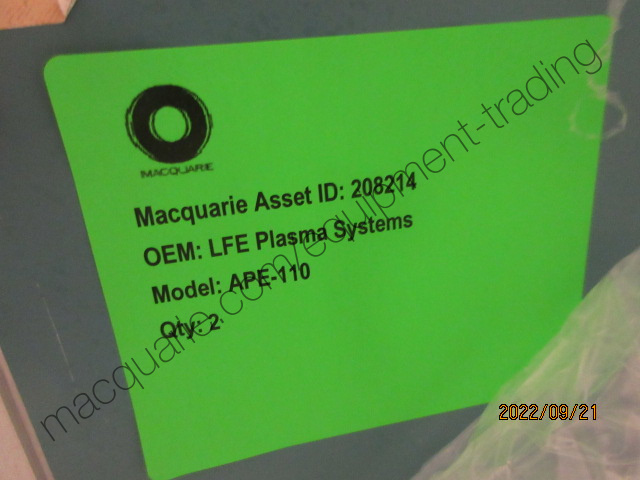 MACQUARIE
Macquarie Asset ID: 208214
OEM: LFE Plasma Systems
Model: APE-110
Qty: 2
macquarie.com/equipment-trading
2022/09/21